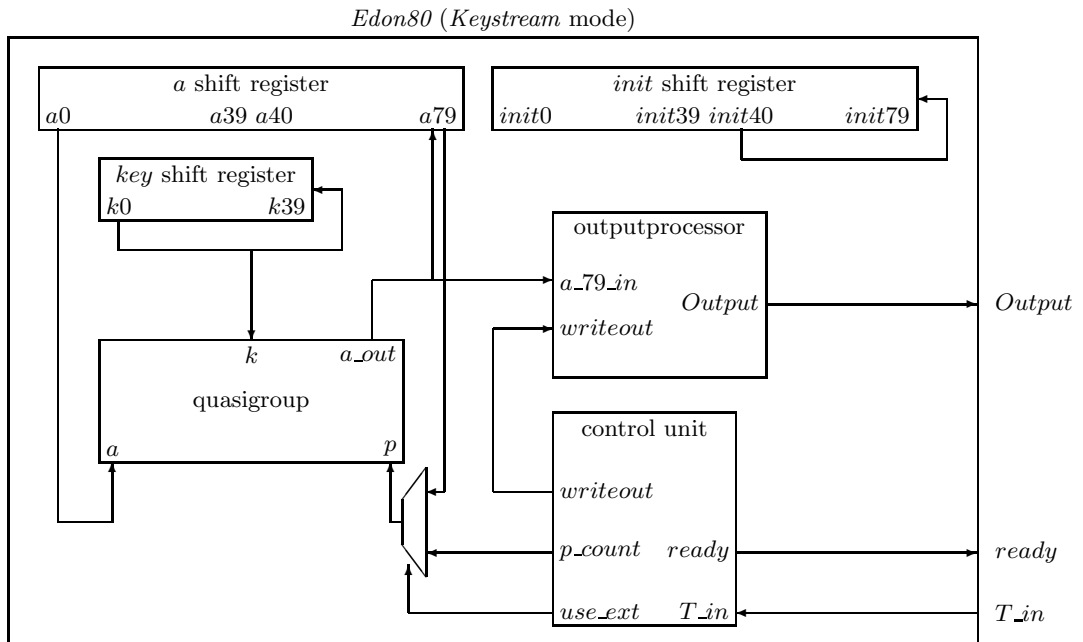 Edon80 (Keystream mode)
a shift register
a0 a39 a40 a79
init shift register
init0 init39 init40 init79
key shift register
k0 k39
outputprocessor
a_79_in
Output
writeout
Output
k a_out
quasigroup
a p
control unit
writeout
p_count ready
ready
use_ext T_in
T_in